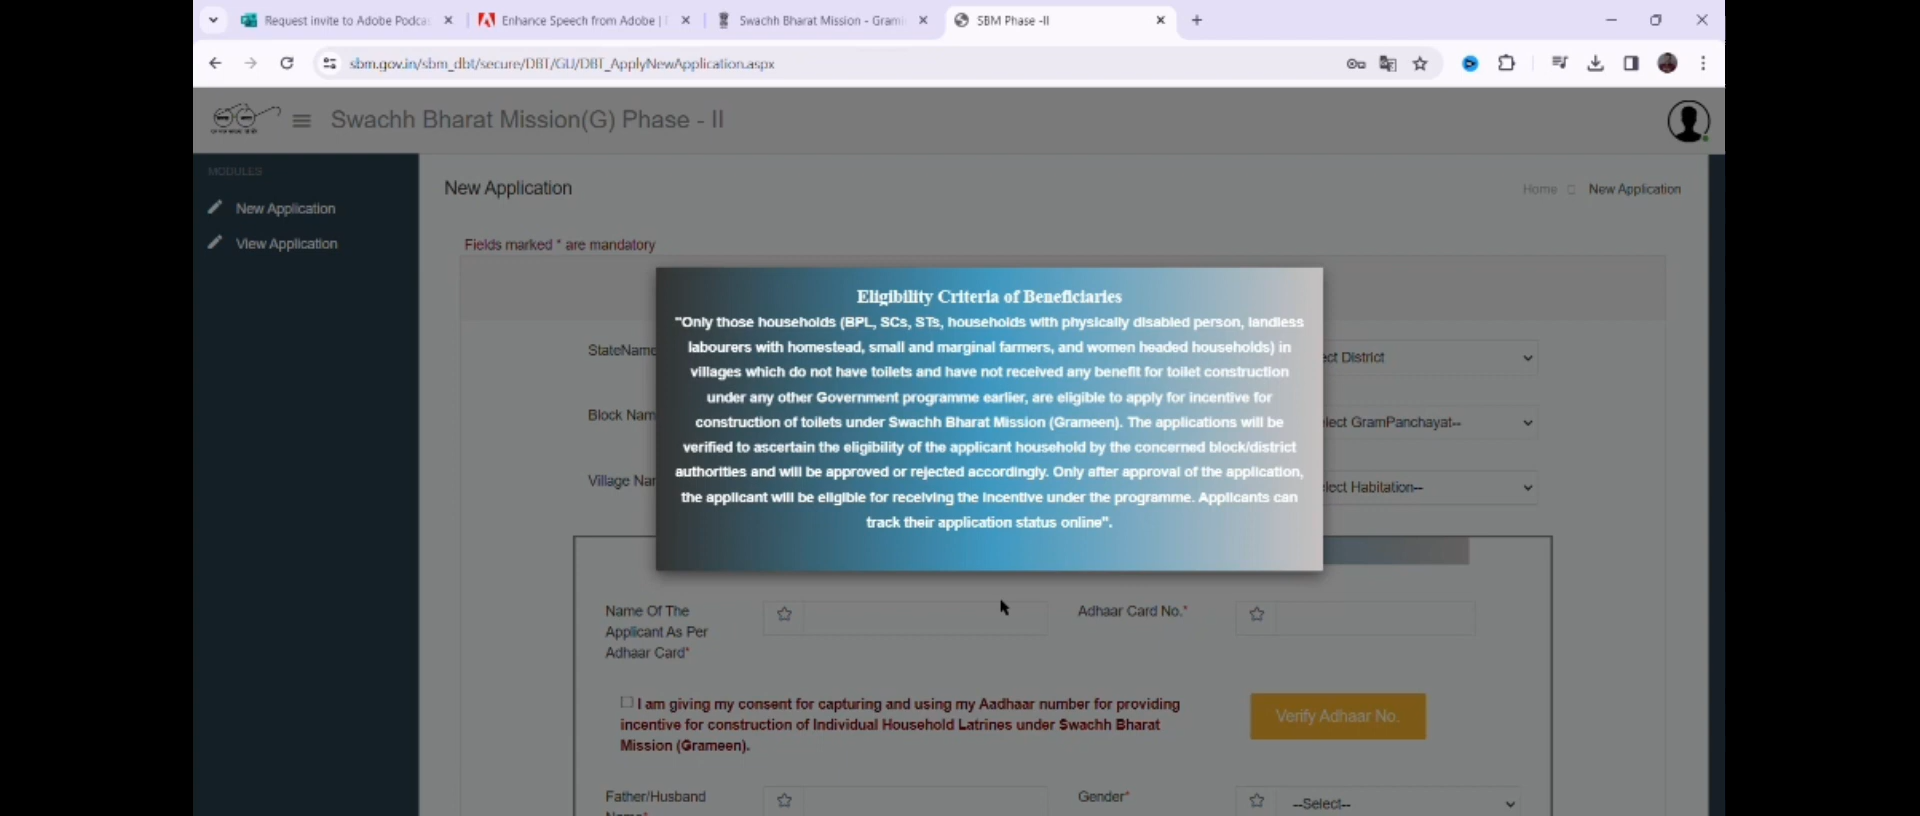 Request invite to Adobe Podca
Enhance Speech from Adobe |
Swachh Bharat Mission - Grami
SBM Phase -II
sbm.gov.in/sbm_dbt/secure/DBT/GU/DBT_ApplyNewApplication.aspx
Swachh Bharat Mission(G) Phase - II
MODULES
New Application
View Application
New Application
Home
New Application
Fields marked * are mandatory
Eligibility Criteria of Beneficiaries
"Only those households (BPL, SCs, STs, households with physically disabled person, landless
labourers with homestead, small and marginal farmers, and women headed households) in
villages which do not have toilets and have not received any benefit for toilet construction
under any other Government programme earlier, are eligible to apply for incentive for
construction of toilets under Swachh Bharat Mission (Grameen). The applications will be
verified to ascertain the eligibility of the applicant household by the concerned block/district
authorities and will be approved or rejected accordingly. Only after approval of the application,
the applicant will be eligible for receiving the incentive under the programme. Applicants can
track their application status online".
StateName
ect District
Block Nam
lect GramPanchayat--
Village Nar
lect Habitation--
Name Of The
Applicant As Per
Adhaar Card*
Adhaar Card No.*
I am giving my consent for capturing and using my Aadhaar number for providing
incentive for construction of Individual Household Latrines under Swachh Bharat
Mission (Grameen).
Verify Adhaar No.
Father/Husband
Name*
Gender*
--Select--